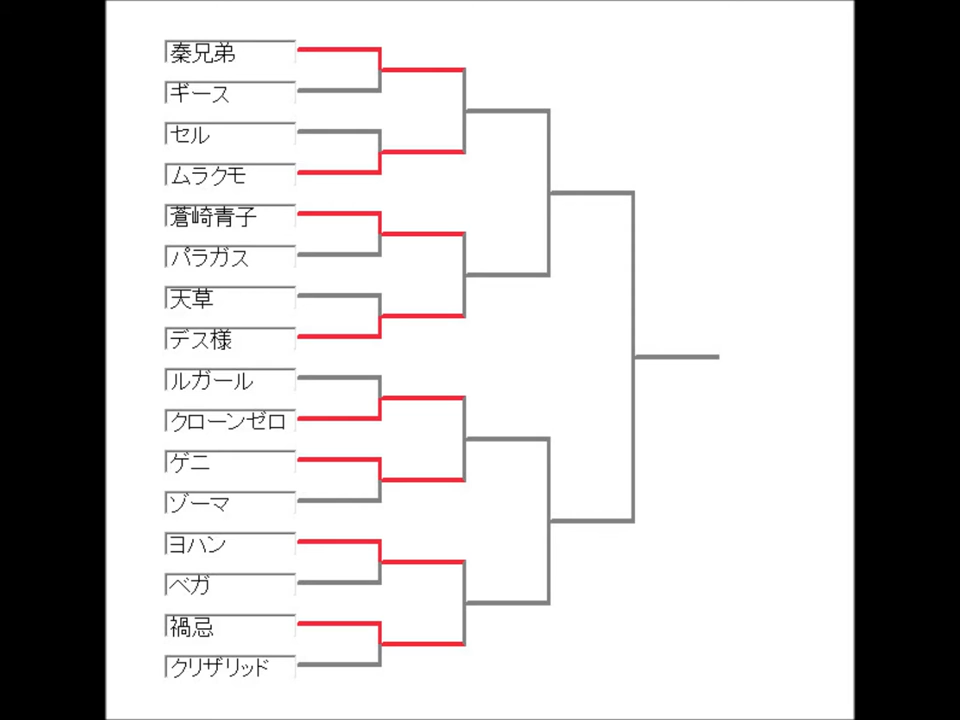 秦兄弟
ギース
セル
ムラクモ
蒼崎青子
パラガス
天草
デス様
ルガール
クローンゼロ
ゲニ
ゾーマ
ヨハン
ベガ
禍忌
クリザリッド